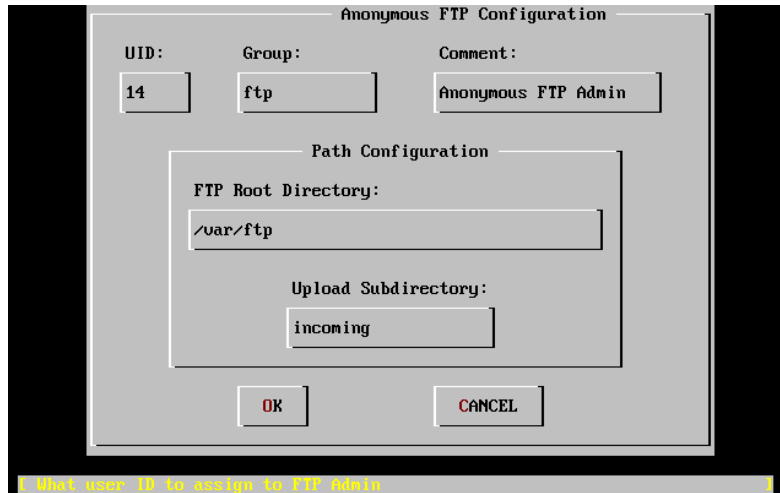 Anonymous FTP Configuration
UID: Group: Comment:
14 ftp Anonymous FTP Admin
Path Configuration
FTP Root Directory:
/var/ftp
Upload Subdirectory:
incoming
OK CANCEL
[ What user ID to assign to FTP Admin ]